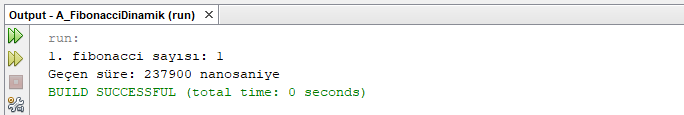 Output - A_FibonacciDinamik (run)
run:
1. fibonacci sayısı: 1
Geçen süre: 237900 nanosaniye
BUILD SUCCESSFUL (total time: 0 seconds)